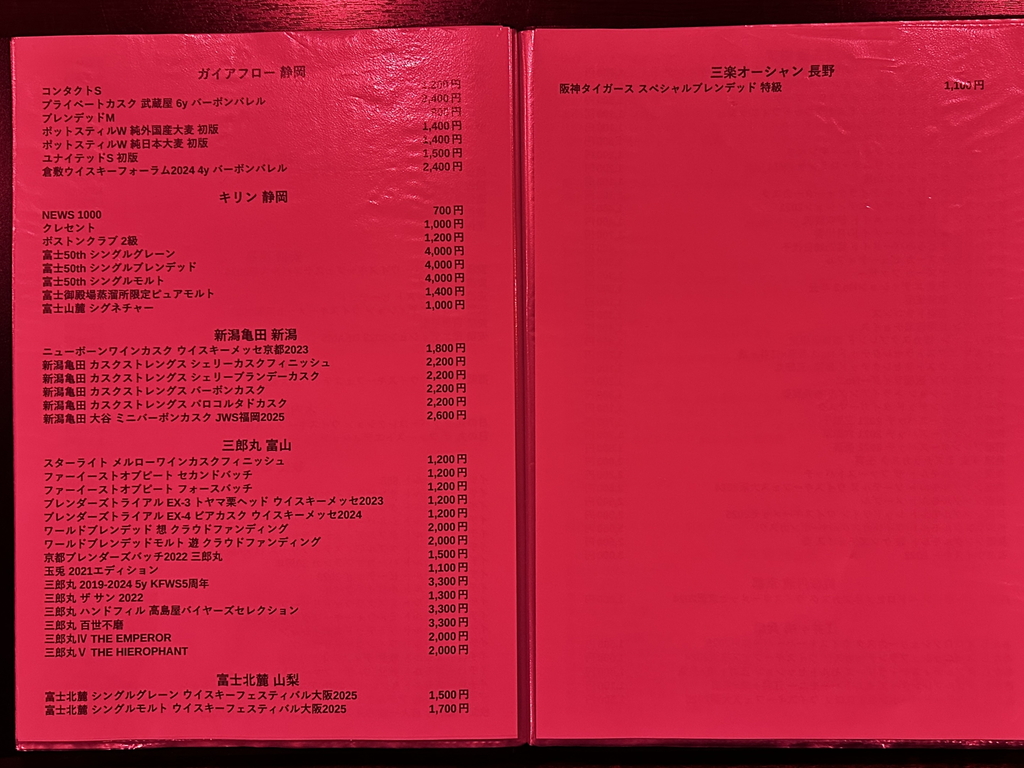 ガイアフロー 静岡
コンタクトS 1,200円
プライベートカスク 武蔵屋 6y バーボンバレル 2,400円
ブレンデッドM 800円
ポットスティルW 純外国産大麦 初版 1,400円
ポットスティルW 純日本大麦 初版 1,400円
ユナイテッドS 初版 1,500円
倉敷ウイスキーフォーラム2024 4y バーボンバレル 2,400円
キリン 静岡
NEWS 1000 700円
クレセント 1,000円
ボストンクラブ 2級 1,200円
富士50th シングルグレーン 4,000円
富士50th シングルブレンデッド 4,000円
富士50th シングルモルト 4,000円
富士御殿場蒸溜所限定ピュアモルト 1,400円
富士山麓 シグネチャー 1,000円
新潟亀田 新潟
ニューボーンワインカスク ウイスキーメッセ京都2023 1,800円
新潟亀田 カスクストレングス シェリーカスクフィニッシュ 2,200円
新潟亀田 カスクストレングス シェリーブランデーカスク 2,200円
新潟亀田 カスクストレングス バーボンカスク 2,200円
新潟亀田 カスクストレングス パロコルタドカスク 2,200円
新潟亀田 大谷 ミニバーボンカスク JWS福岡2025 2,600円
三郎丸 富山
スターライト メルローワインカスクフィニッシュ 1,200円
ファーイーストオブピート セカンドバッチ 1,200円
ファーイーストオブピート フォースバッチ 1,200円
ブレンダーズトライアル EX-3 トヤマ栗ヘッド ウイスキーメッセ2023 1,200円
ブレンダーズトライアル EX-4 ビアカスク ウイスキーメッセ2024 1,200円
ワールドブレンデッド 想 クラウドファンディング 2,000円
ワールドブレンデッドモルト 遊 クラウドファンディング 2,000円
京都ブレンダーズバッチ2022 三郎丸 1,500円
玉兎 2021エディション 1,100円
三郎丸 2019-2024 5y KFWS5周年 3,300円
三郎丸 ザ サン 2022 1,300円
三郎丸 ハンドフィル 高島屋バイヤーズセレクション 3,300円
三郎丸 百世不磨 3,300円
三郎丸Ⅳ THE EMPEROR 2,000円
三郎丸Ⅴ THE HIEROPHANT 2,000円
富士北麓 山梨
富士北麓 シングルグレーン ウイスキーフェスティバル大阪2025 1,500円
富士北麓 シングルモルト ウイスキーフェスティバル大阪2025 1,700円
三楽オーシャン 長野
阪神タイガース スペシャルブレンデッド 特級 1,100円